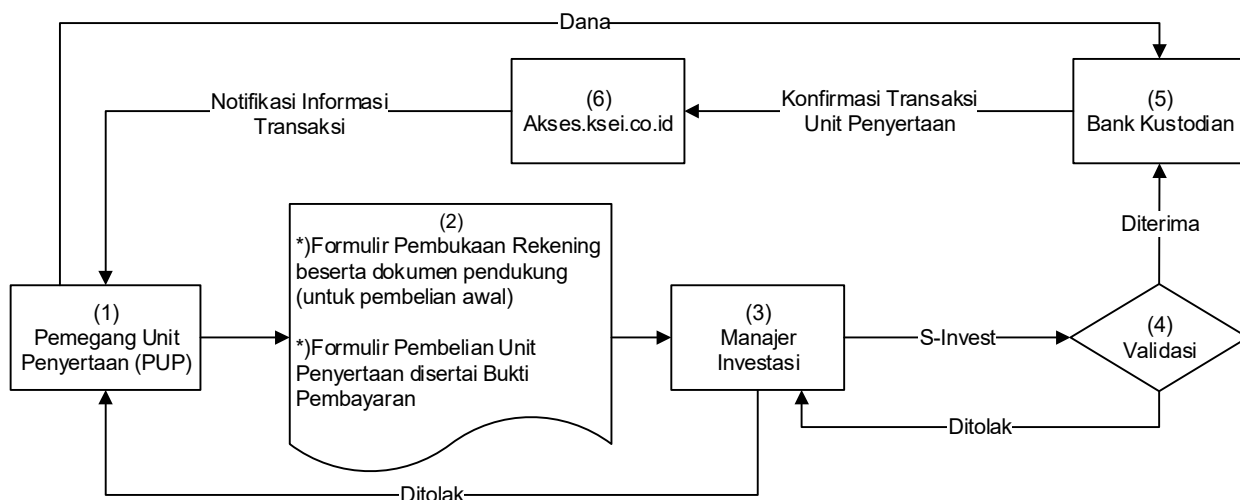 Dana
(6)
Akses.ksei.co.id
(5)
Bank Kustodian
Notifikasi Informasi
Transaksi
Konfirmasi Transaksi
Unit Penyertaan
(1)
Pemegang Unit
Penyertaan (PUP)
(2)
*)Formulir Pembukaan Rekening
beserta dokumen pendukung
(untuk pembelian awal)
*)Formulir Pembelian Unit
Penyertaan disertai Bukti
Pembayaran
(3)
Manajer
Investasi
S-Invest
(4)
Validasi
Diterima
Ditolak
Ditolak